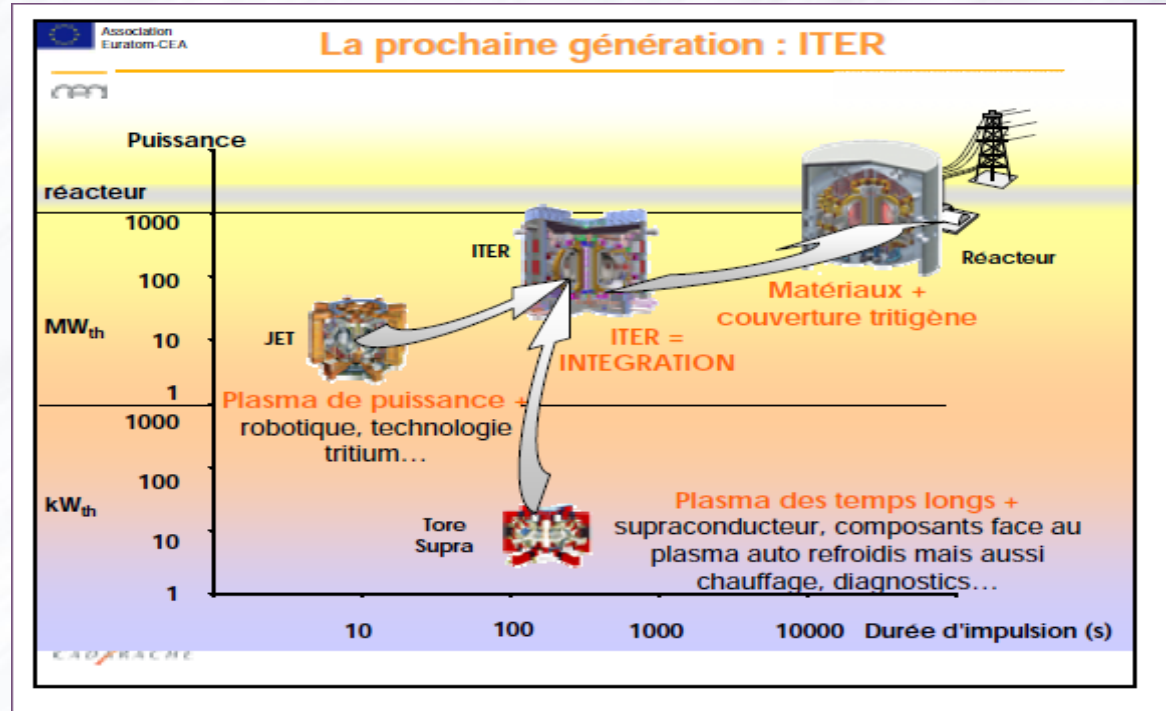 Association
Euratom-CEA
La prochaine génération : ITER
cea
Puissance
réacteur
1000
100
MWth
10
1
1000
100
kWth
10
1
ITER
Réacteur
Matériaux +
couverture tritigène
JET
ITER =
INTEGRATION
Plasma de puissance +
robotique, technologie
tritium…
Tore
Supra
Plasma des temps longs +
supraconducteur, composants face au
plasma auto refroidis mais aussi
chauffage, diagnostics…
10
100
1000
10000
Durée d'impulsion (s)
CADARACHE